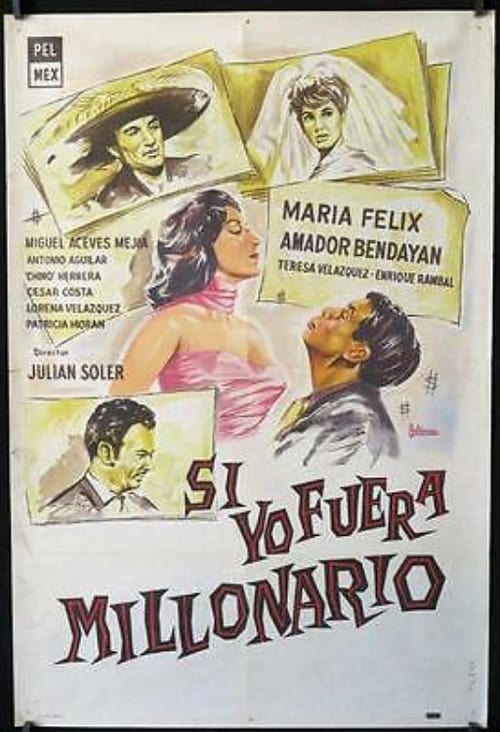 PEL
MEX
MARIA FELIX
AMADOR BENDAYAN
TERESA VELAZQUEZ - ENRIQUE RAMBAL
MIGUEL ACEVES MEJIA
ANTONIO AGUILAR
"CHINO" HERRERA
CESAR COSTA
LORENA VELAZQUEZ
PATRICIA MORAN
Director
JULIAN SOLER
SI
YO FUERA
MILLONARIO